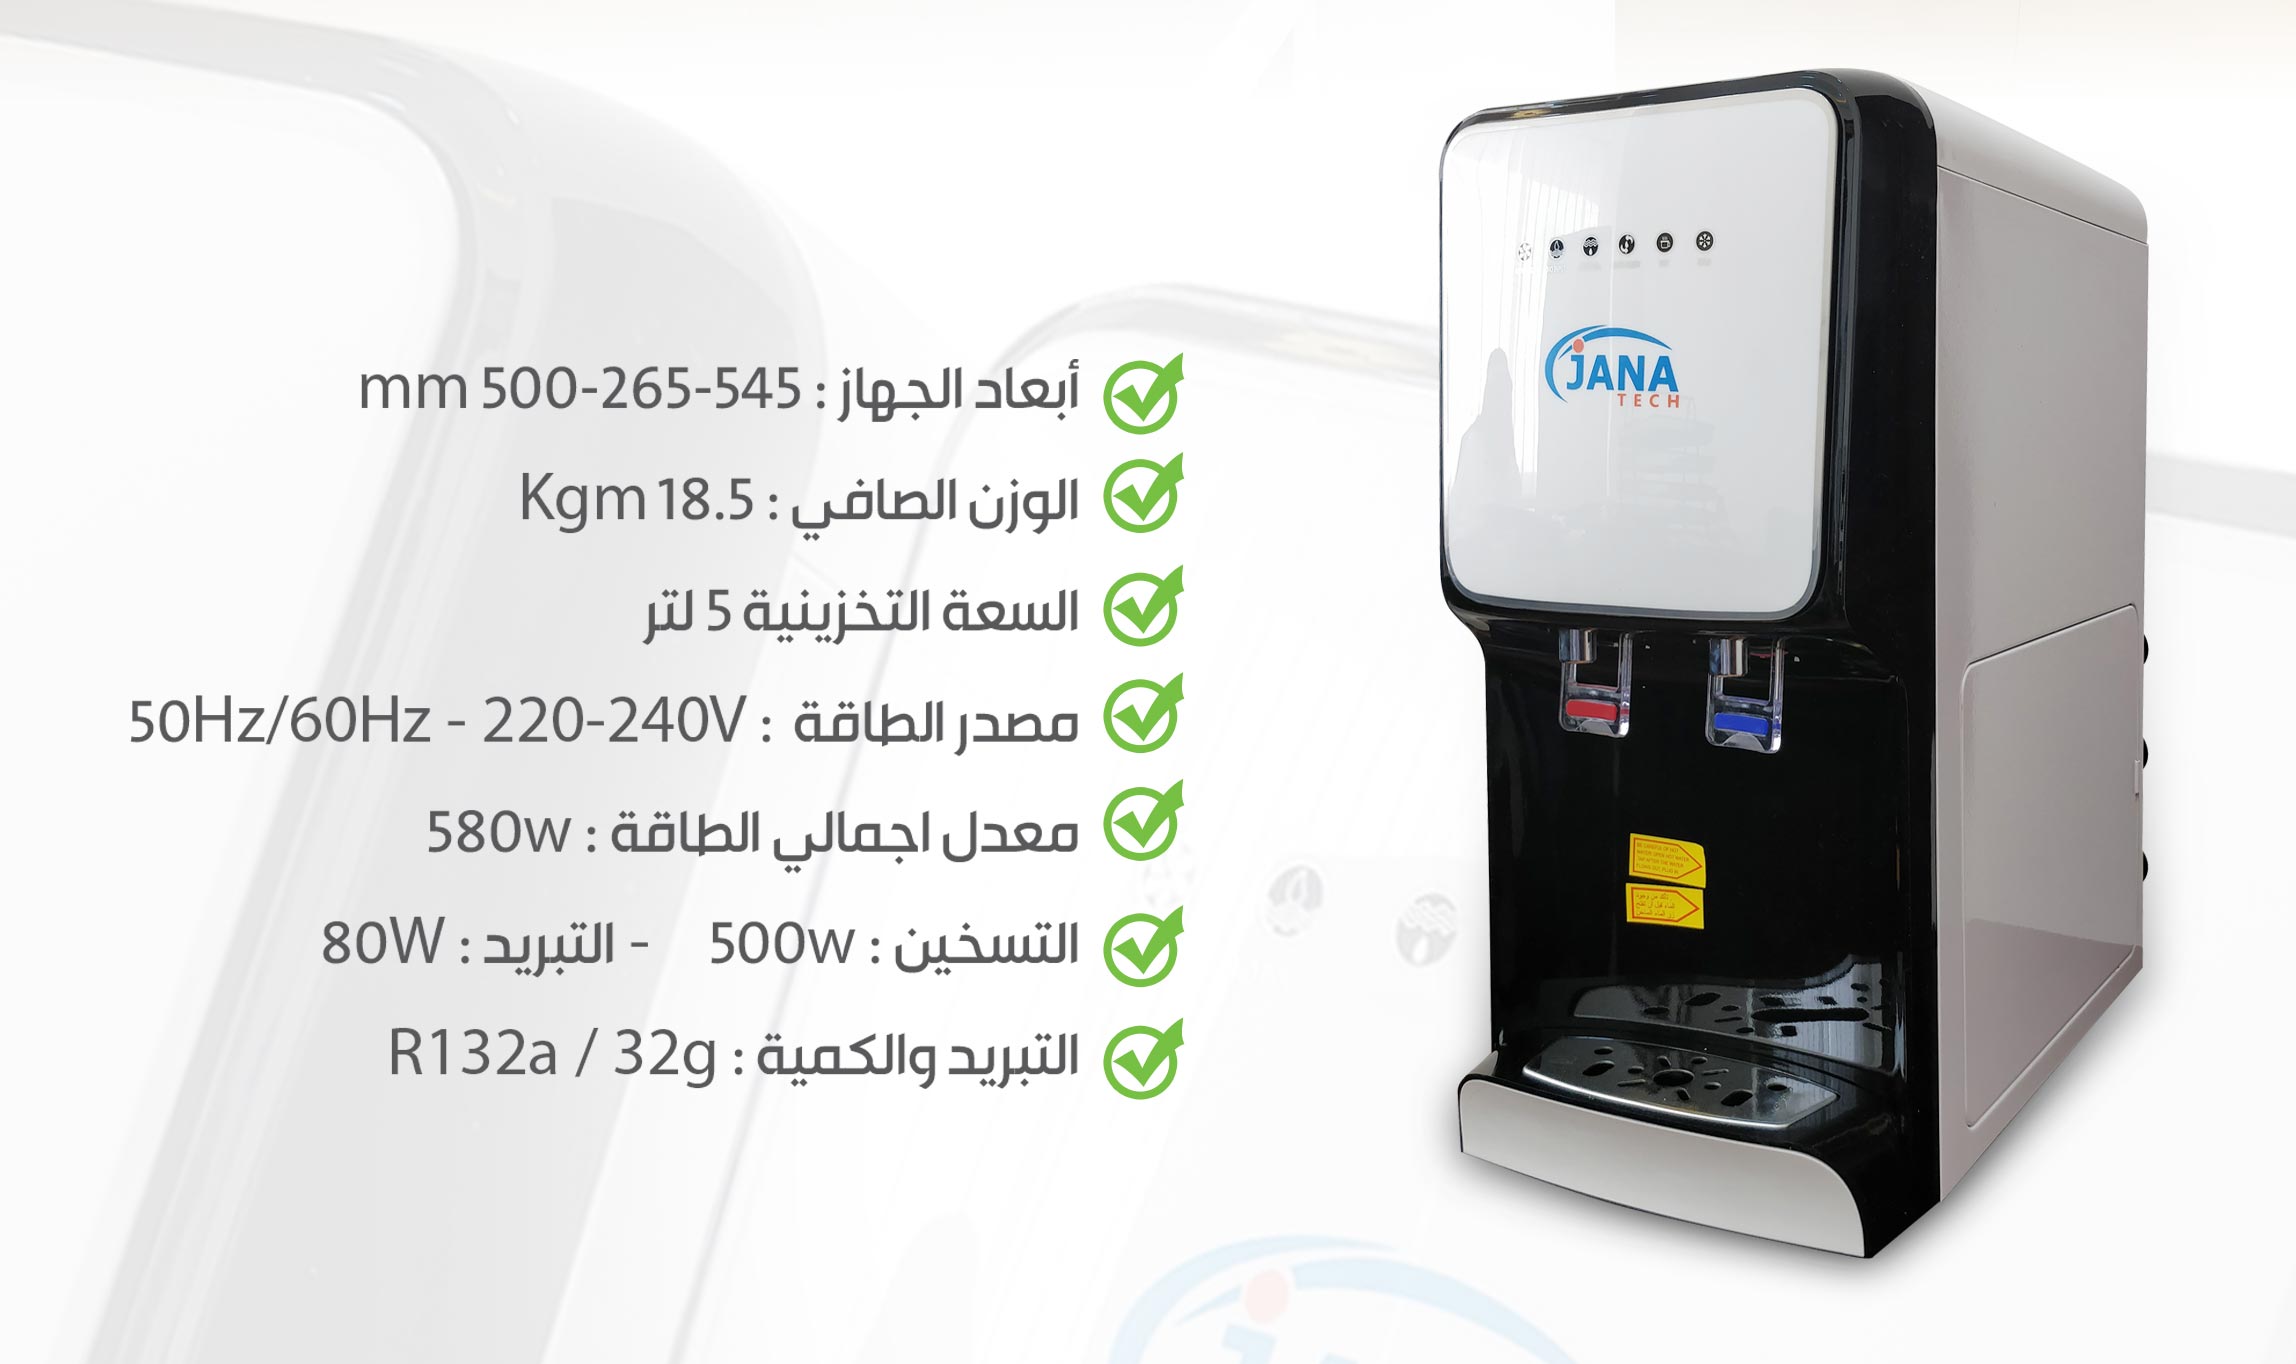 أبعاد الجهاز : 545-265-500 mm
الوزن الصافي : 18.5 Kgm
السعة التخزينية 5 لتر
مصدر الطاقة : 50Hz/60Hz - 220-240V
معدل اجمالي الطاقة : 580w
التسخين : 500w - التبريد : 80W
التبريد والكمية : R132a / 32g
JANA
TECH